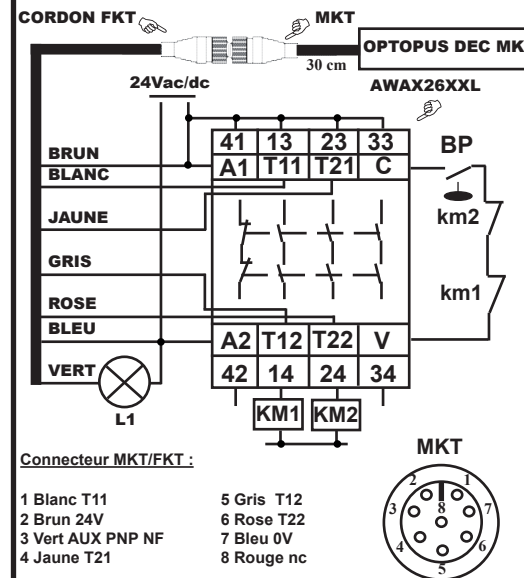 CORDON FKT
MKT
OPTOPUS DEC MK
30 cm
24Vac/dc
AWAX26XXL
41 13 23 33
A1 T11 T21 C
BP
BRUN
BLANC
km2
JAUNE
GRIS
km1
ROSE
BLEU
A2 T12 T22 V
VERT
42 14 24 34
L1
KM1 KM2
Connecteur MKT/FKT :
MKT
1 Blanc T11
2 Brun 24V
3 Vert AUX PNP NF
4 Jaune T21
5 Gris T12
6 Rose T22
7 Bleu 0V
8 Rouge nc
2 1
3 8 7
4 6
5